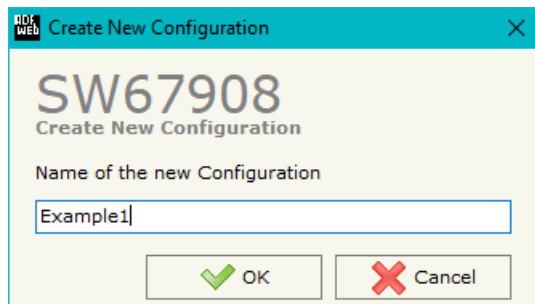 ADF
WEB Create New Configuration
SW67908
Create New Configuration
Name of the new Configuration
Example1
OK Cancel